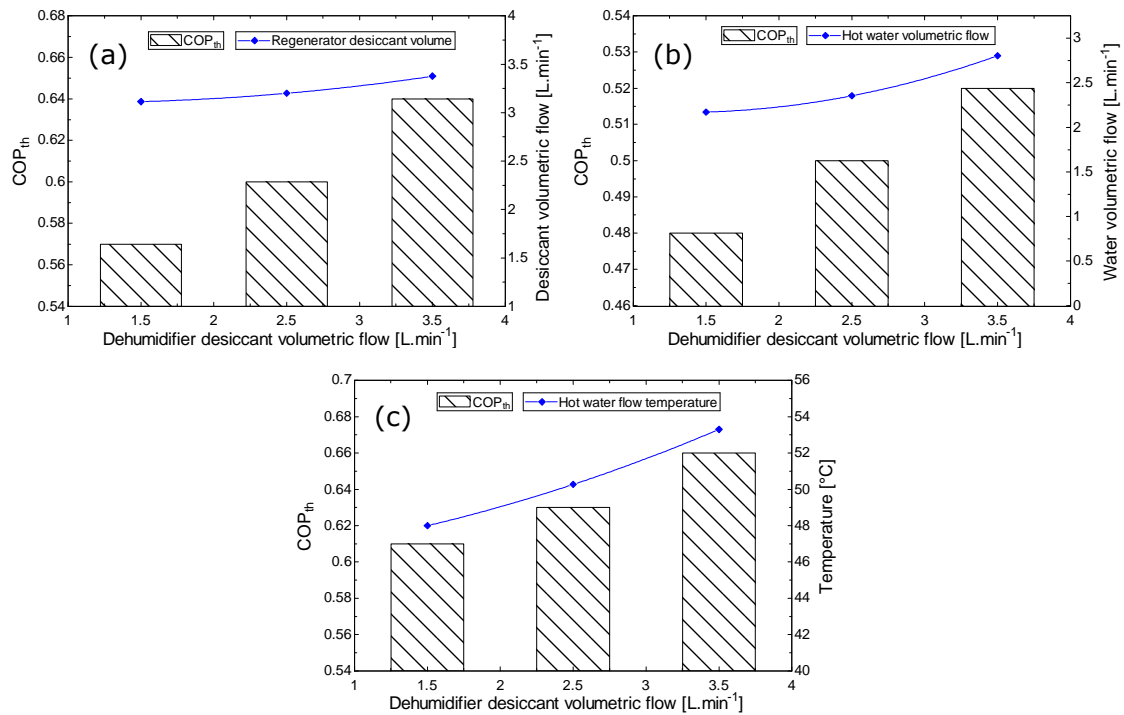 (a)
COPth
Regenerator desiccant volume
0.68
0.66
0.64
0.62
0.6
0.58
0.56
0.54
COPth
4
3.5
3
2.5
2
1.5
1
Desiccant volumetric flow [L.min-1]
1 1.5 2 2.5 3 3.5 4
Dehumidifier desiccant volumetric flow [L.min-1]
(b)
COPth
Hot water volumetric flow
0.54
0.53
0.52
0.51
0.5
0.49
0.48
0.47
0.46
COPth
3
2.5
2
1.5
1
0.5
0
Water volumetric flow [L.min-1]
1 1.5 2 2.5 3 3.5 4
Dehumidifier desiccant volumetric flow [L.min-1]
(c)
COPth
Hot water flow temperature
0.7
0.68
0.66
0.64
0.62
0.6
0.58
0.56
0.54
COPth
56
54
52
50
48
46
44
42
40
Temperature [°C]
1 1.5 2 2.5 3 3.5 4
Dehumidifier desiccant volumetric flow [L.min-1]